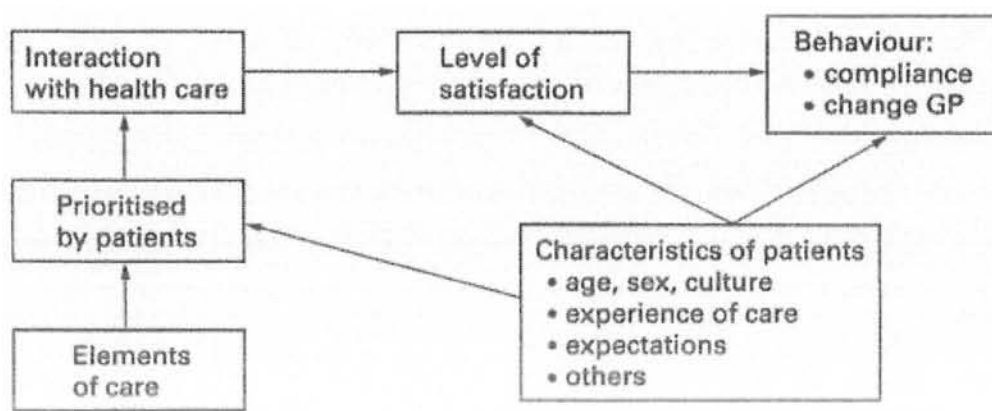 Interaction
with health care
Level of
satisfaction
Behaviour:
• compliance
• change GP
Prioritised
by patients
Characteristics of patients
• age, sex, culture
• experience of care
• expectations
• others
Elements
of care